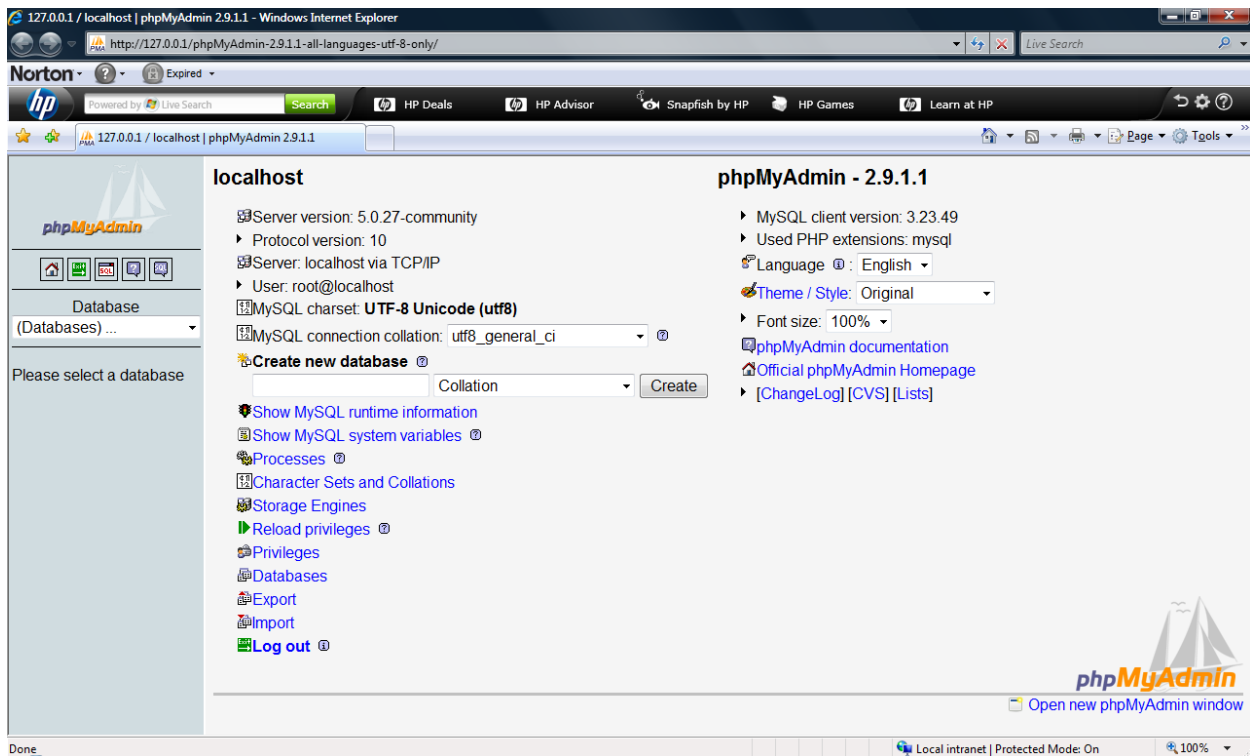 127.0.0.1 / localhost | phpMyAdmin 2.9.1.1 - Windows Internet Explorer
PMA http://127.0.0.1/phpMyAdmin-2.9.1.1-all-languages-utf-8-only/
Live Search
Norton
Expired
hp Powered by Live Search Search HP Deals HP Advisor Snapfish by HP HP Games Learn at HP
PMA 127.0.0.1 / localhost | phpMyAdmin 2.9.1.1
Page Tools
phpMyAdmin
SQL
Database
(Databases) ...
Please select a database
localhost
Server version: 5.0.27-community
Protocol version: 10
Server: localhost via TCP/IP
User: root@localhost
MySQL charset: UTF-8 Unicode (utf8)
MySQL connection collation: utf8_general_ci
Create new database
Collation Create
Show MySQL runtime information
Show MySQL system variables
Processes
Character Sets and Collations
Storage Engines
Reload privileges
Privileges
Databases
Export
Import
Log out
phpMyAdmin - 2.9.1.1
MySQL client version: 3.23.49
Used PHP extensions: mysql
Language : English
Theme / Style: Original
Font size: 100%
phpMyAdmin documentation
Official phpMyAdmin Homepage
[ChangeLog] [CVS] [Lists]
phpMyAdmin
Open new phpMyAdmin window
Done
Local intranet | Protected Mode: On
100%